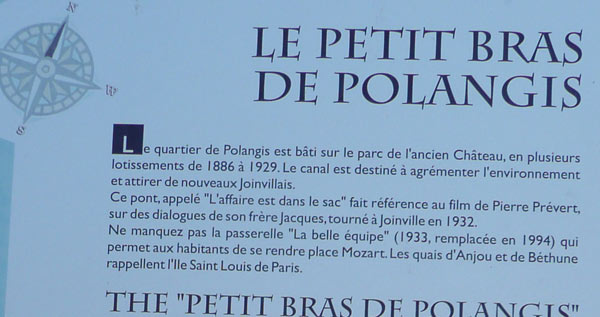 N
W
S
LE PETIT BRAS
DE POLANGIS
Le quartier de Polangis est bâti sur le parc de l'ancien Château, en plusieurs
lotissements de 1886 à 1929. Le canal est destiné à agrémenter l'environnement
et attirer de nouveaux Joinvillais.
Ce pont, appelé "L'affaire est dans le sac" fait référence au film de Pierre Prévert,
sur des dialogues de son frère Jacques, tourné à Joinville en 1932.
Ne manquez pas la passerelle "La belle équipe" (1933, remplacée en 1994) qui
permet aux habitants de se rendre place Mozart. Les quais d'Anjou et de Béthune
rappellent l'Ile Saint Louis de Paris.
THE "PETIT BRAS DE POLANGIS"